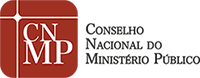 CN
MP
Conselho
Nacional do
Ministério Público